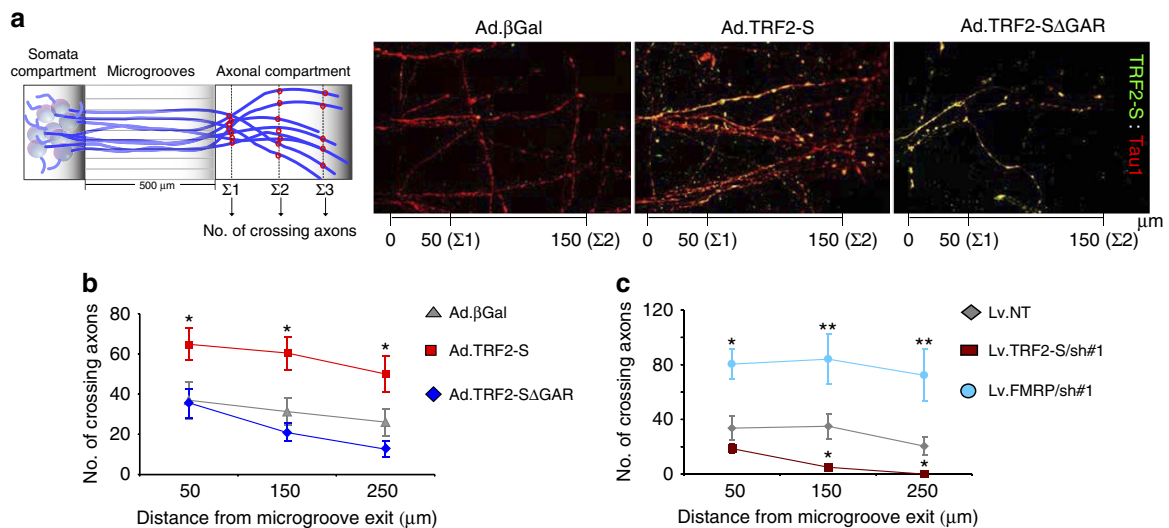 a
Somata compartment
Microgrooves
Axonal compartment
500 µm
Σ1 Σ2 Σ3
No. of crossing axons
Ad.βGal
Ad.TRF2-S
Ad.TRF2-SΔGAR
TRF2-S : Tau1
0 50 (Σ1) 150 (Σ2)
0 50 (Σ1) 150 (Σ2)
0 50 (Σ1) 150 (Σ2)
µm
b
No. of crossing axons
80
60
40
20
0
* * *
50 150 250
Distance from microgroove exit (µm)
Ad.βGal
Ad.TRF2-S
Ad.TRF2-SΔGAR
c
No. of crossing axons
120
80
40
0
* ** **
* *
50 150 250
Distance from microgroove exit (µm)
Lv.NT
Lv.TRF2-S/sh#1
Lv.FMRP/sh#1